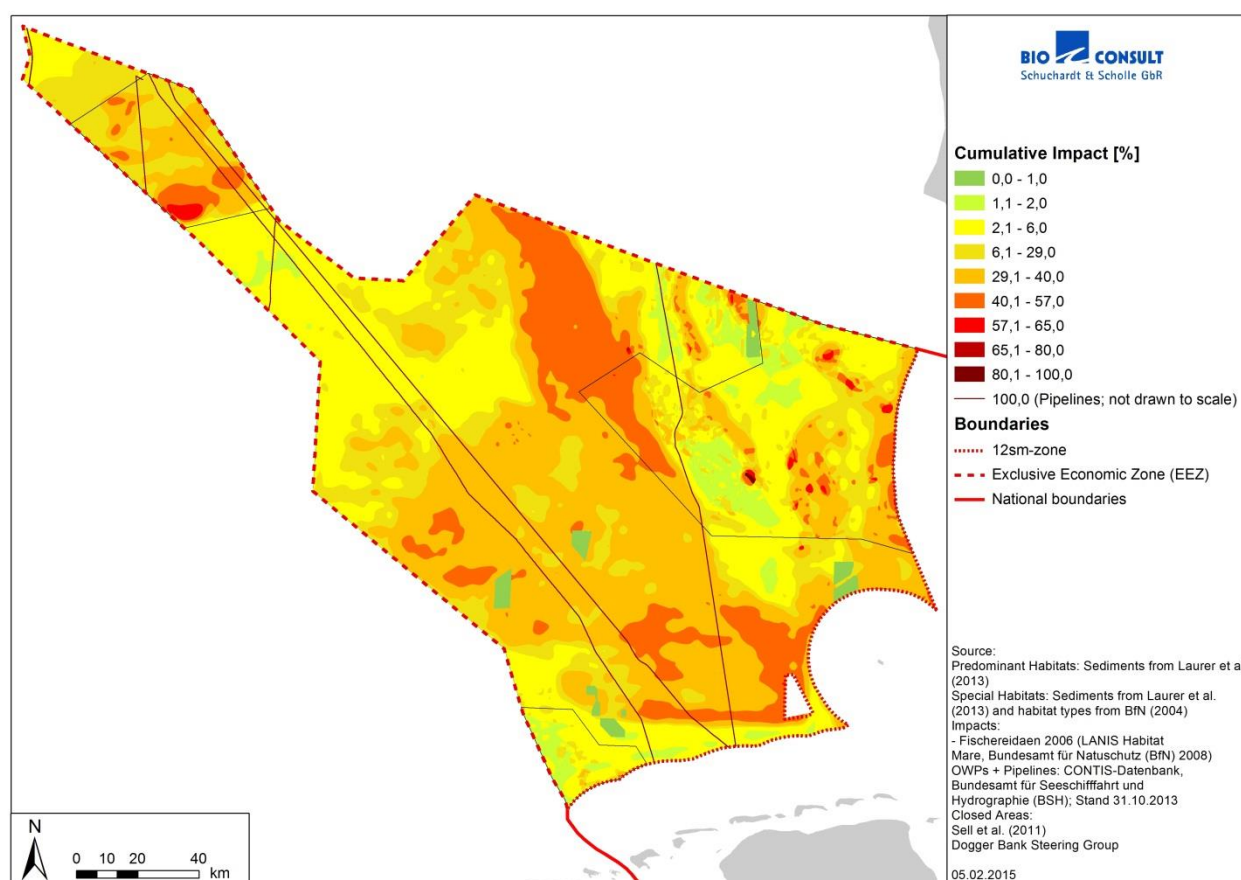 BIO CONSULT
Schuchardt & Scholle GbR
Cumulative Impact [%]
0,0 - 1,0
1,1 - 2,0
2,1 - 6,0
6,1 - 29,0
29,1 - 40,0
40,1 - 57,0
57,1 - 65,0
65,1 - 80,0
80,1 - 100,0
100,0 (Pipelines; not drawn to scale)
Boundaries
12sm-zone
Exclusive Economic Zone (EEZ)
National boundaries
Source:
Predominant Habitats: Sediments from Laurer et a
(2013)
Special Habitats: Sediments from Laurer et al.
(2013) and habitat types from BfN (2004)
Impacts:
- Fischereidaen 2006 (LANIS Habitat
Mare, Bundesamt für Natuschutz (BfN) 2008)
OWPs + Pipelines: CONTIS-Datenbank,
Bundesamt für Seeschifffahrt und
Hydrographie (BSH); Stand 31.10.2013
Closed Areas:
Sell et al. (2011)
Dogger Bank Steering Group
05.02.2015
N
0 10 20 40
km